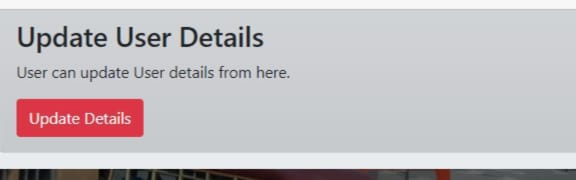 Update User Details
User can update User details from here.
Update Details